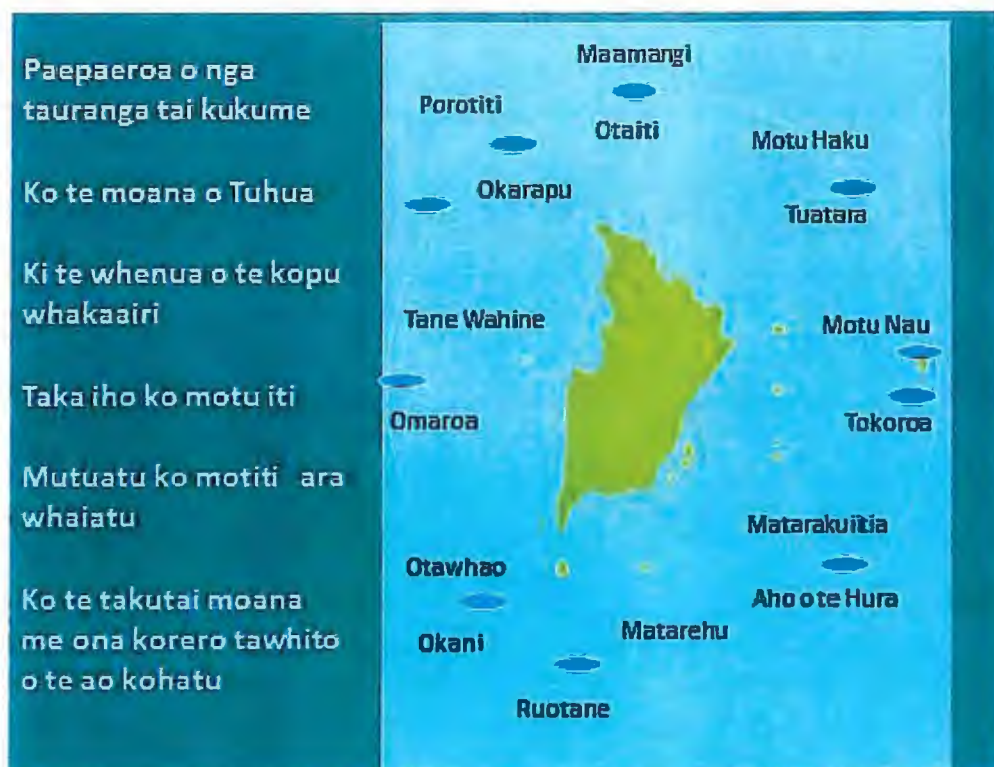 Paepaeroa o nga
tauranga tai kukume
Ko te moana o Tuhua
Ki te whenua o te kopu
whakaairi
Taka iho ko motu iti
Mutuatu ko motiti ara
whaiatu
Ko te takutai moana
me ona korero tawhito
o te ao kohatu
Maamangi
Porotiti
Otaiti
Motu Haku
Okarapu
Tuatara
Tane Wahine
Motu Nau
Omaroa
Tokoroa
Matarakuitia
Otawhao
Aho o te Hura
Okani
Matarehu
Ruotane